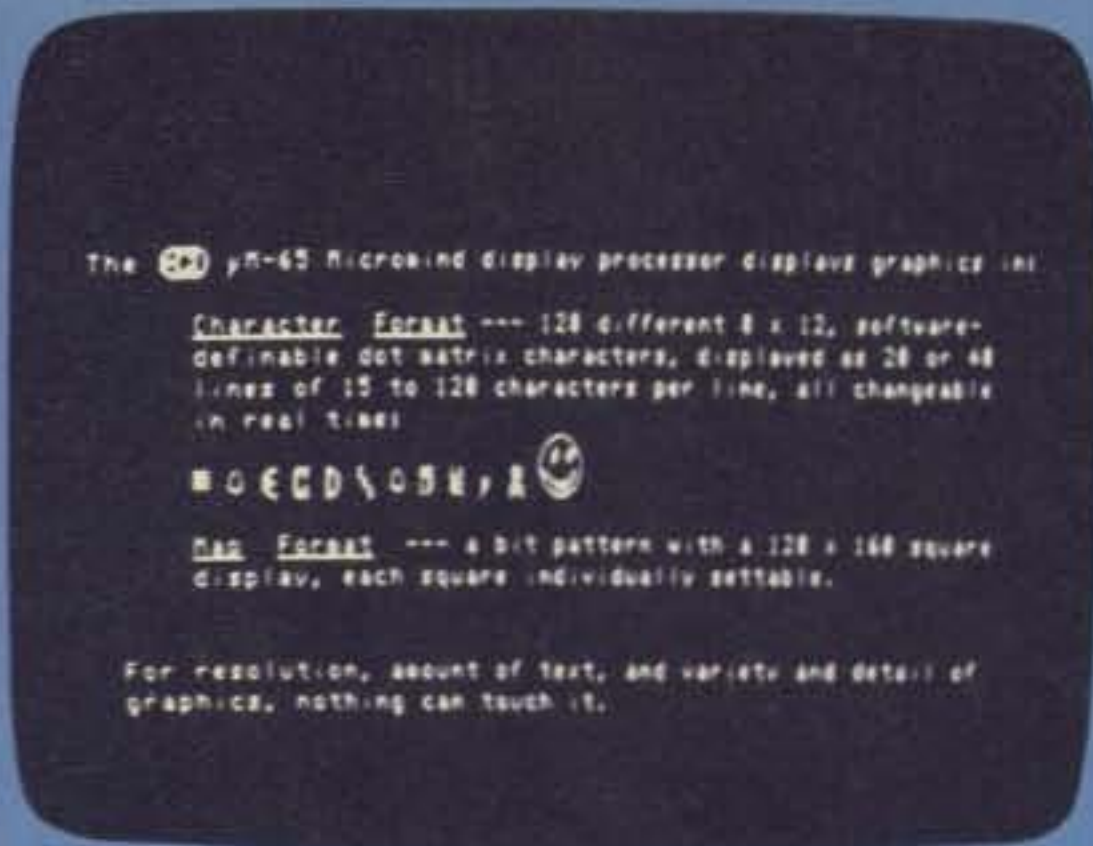 The µM-65 Micromind display processor displays graphics in:
Character Format --- 128 different 8 x 12, software-
definable dot matrix characters, displayed as 20 or 40
lines of 15 to 120 characters per line, all changeable
in real time:
Map Format --- a bit pattern with a 120 x 160 square
display, each square individually settable.
For resolution, amount of text, and variety and detail of
graphics, nothing can touch it.